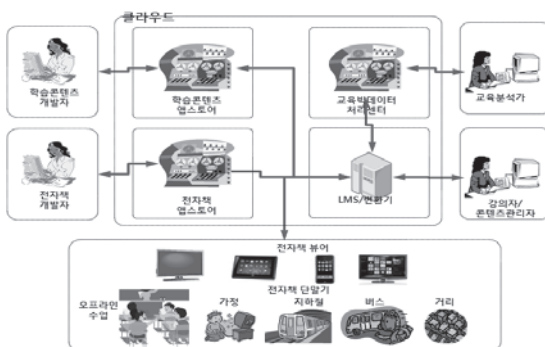 클라우드
학습콘텐츠
개발자
학습콘텐츠
앱스토어
교육빅데이터
처리센터
교육분석가
전자책
개발자
전자책
앱스토어
LMS/변환기
강의자/
콘텐츠관리자
전자책 뷰어
전자책 단말기
오프라인
수업
가정
지하철
버스
거리